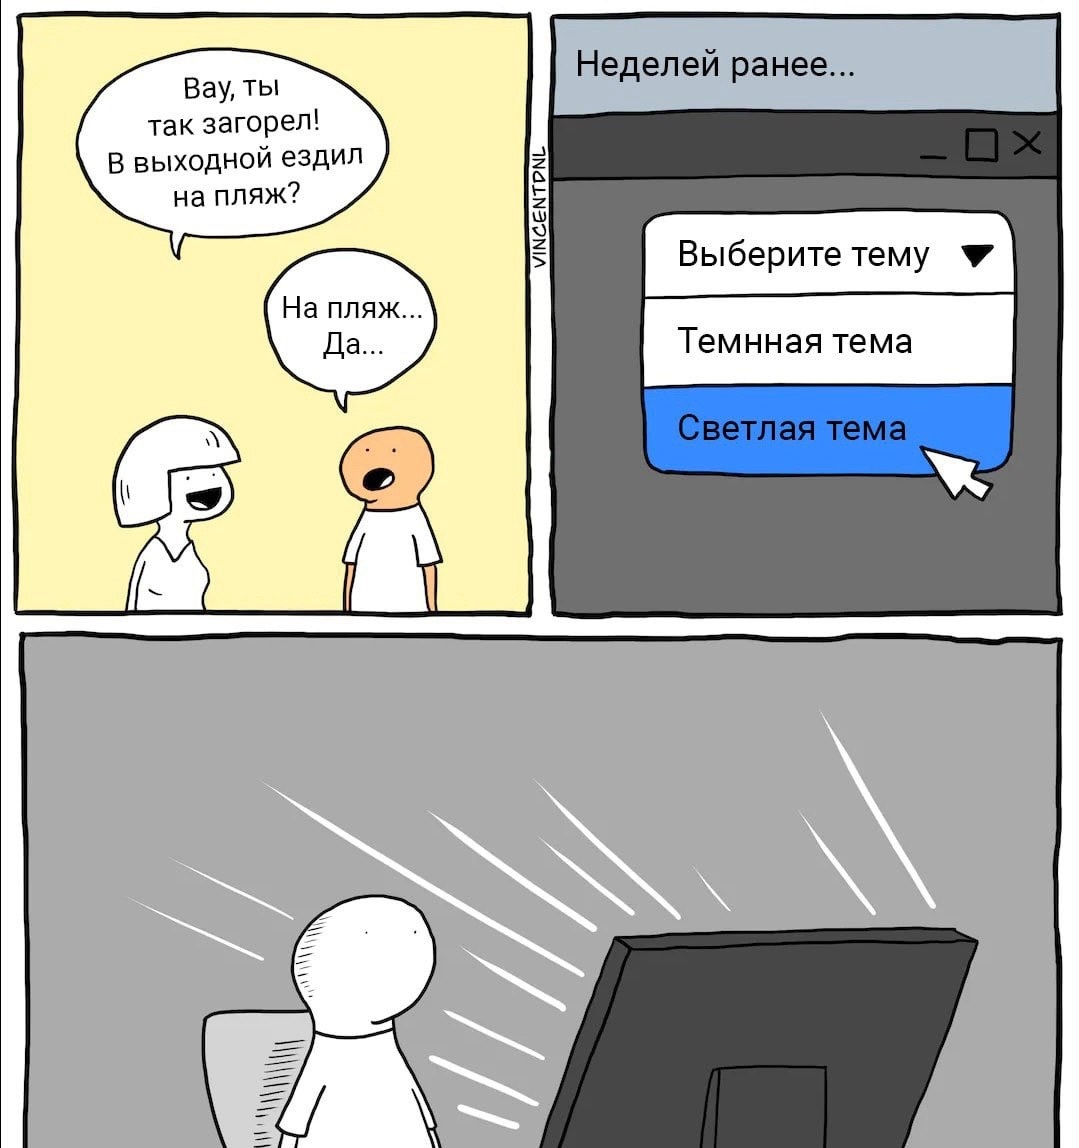 Вау, ты
так загорел!
В выходной ездил
на пляж?
На пляж...
Да...
VINCENTDNL
Неделей ранее...
Выберите тему
Темнная тема
Светлая тема